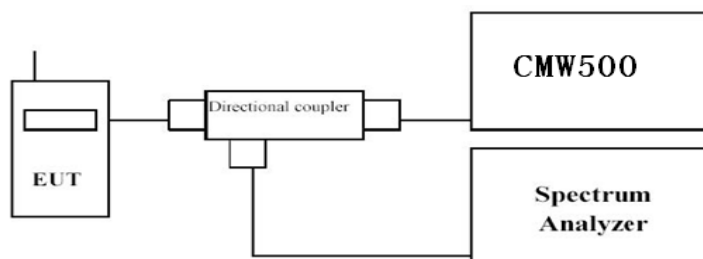 CMW500
Directional coupler
EUT
Spectrum
Analyzer